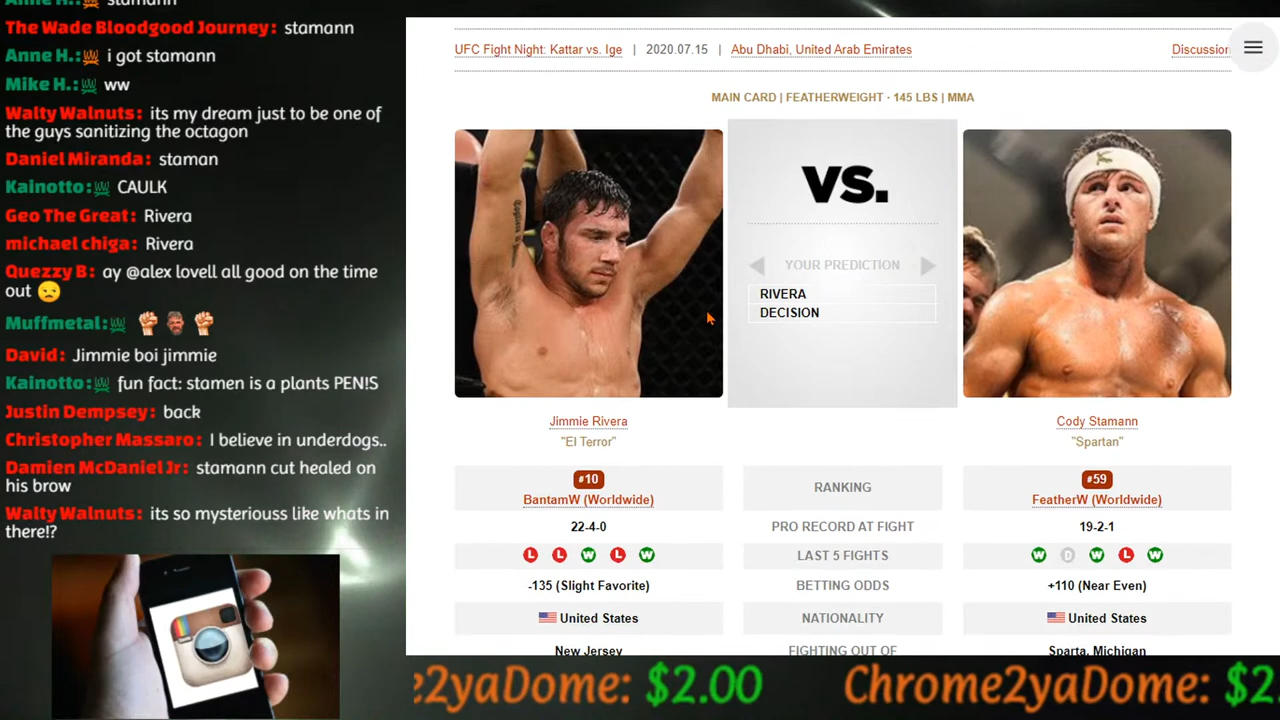 Anne H.: stamann
The Wade Bloodgood Journey: stamann
Anne H.: i got stamann
Mike H.: ww
Walty Walnuts: its my dream just to be one of
the guys sanitizing the octagon
Daniel Miranda: staman
Kainotto: CAULK
Geo The Great: Rivera
michael chiga: Rivera
Quezzy B: ay @alex lovell all good on the time
out 😞
Muffmetal:
David: Jimmie boi jimmie
Kainotto: fun fact: stamen is a plants PEN!S
Justin Dempsey: back
Christopher Massaro: I believe in underdogs..
Damien McDaniel Jr: stamann cut healed on
his brow
Walty Walnuts: its so mysteriouss like whats in
there!?
UFC Fight Night: Kattar vs. Ige | 2020.07.15 | Abu Dhabi, United Arab Emirates Discussion
MAIN CARD | FEATHERWEIGHT · 145 LBS | MMA
VS.
YOUR PREDICTION
RIVERA
DECISION
Jimmie Rivera
"El Terror"
Cody Stamann
"Spartan"
#10
BantamW (Worldwide)
RANKING
#59
FeatherW (Worldwide)
22-4-0 PRO RECORD AT FIGHT 19-2-1
L L W L W LAST 5 FIGHTS W D W L W
-135 (Slight Favorite) BETTING ODDS +110 (Near Even)
United States NATIONALITY United States
New Jersey FIGHTING OUT OF Sparta, Michigan
e2yaDome: $2.00 Chrome2yaDome: $2